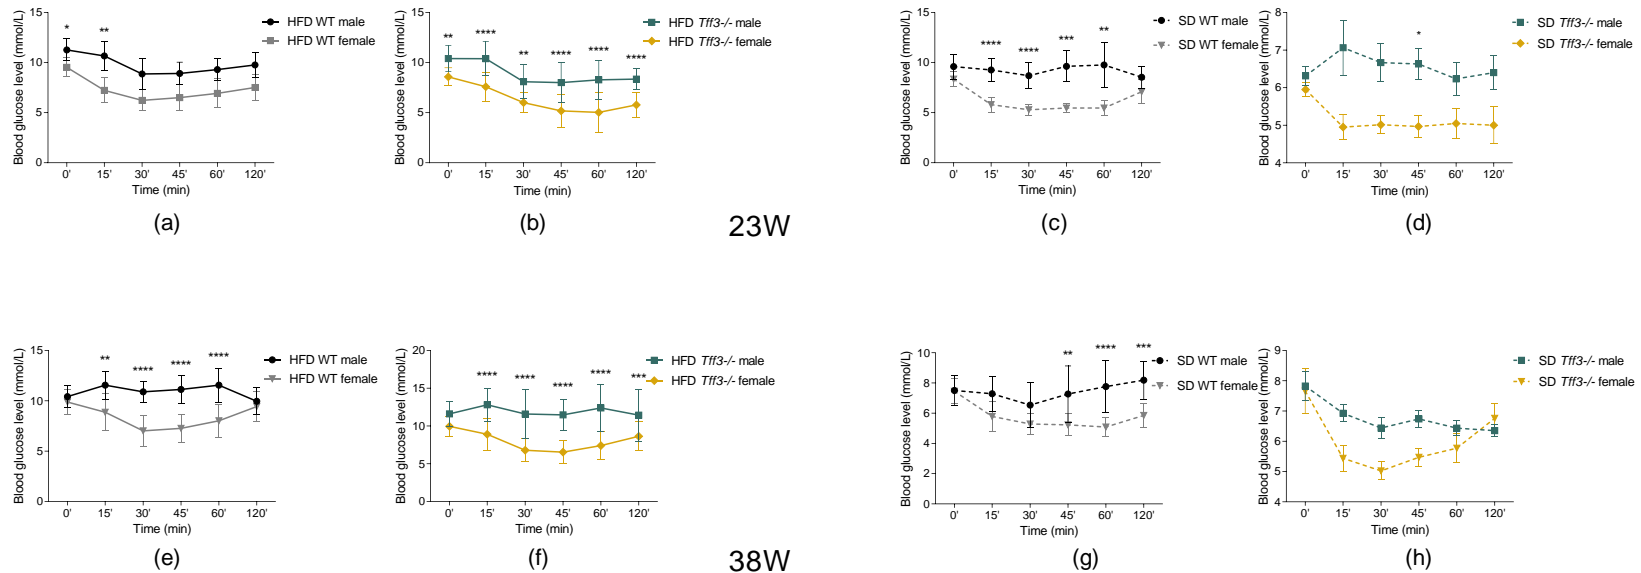 Blood glucose level (mmol/L)
15
10
5
0
*
**
HFD WT male
HFD WT female
0' 15' 30' 45' 60' 120'
Time (min)
(a)
Blood glucose level (mmol/L)
15
10
5
0
** **** ** **** **** ****
HFD Tff3-/- male
HFD Tff3-/- female
0' 15' 30' 45' 60' 120'
Time (min)
(b)
23W
Blood glucose level (mmol/L)
15
10
5
0
**** **** *** **
SD WT male
SD WT female
0' 15' 30' 45' 60' 120'
Time (min)
(c)
Blood glucose level (mmol/L)
8
7
6
5
4
*
SD Tff3-/- male
SD Tff3-/- female
0' 15' 30' 45' 60' 120'
Time (min)
(d)
Blood glucose level (mmol/L)
15
10
5
0
** **** **** ****
HFD WT male
HFD WT female
0' 15' 30' 45' 60' 120'
Time (min)
(e)
Blood glucose level (mmol/L)
20
15
10
5
0
**** **** **** **** ***
HFD Tff3-/- male
HFD Tff3-/- female
0' 15' 30' 45' 60' 120'
Time (min)
(f)
38W
Blood glucose level (mmol/L)
10
8
6
4
2
0
** **** ***
SD WT male
SD WT female
0' 15' 30' 45' 60' 120'
Time (min)
(g)
Blood glucose level (mmol/L)
9
8
7
6
5
4
SD Tff3-/- male
SD Tff3-/- female
0' 15' 30' 45' 60' 120'
Time (min)
(h)